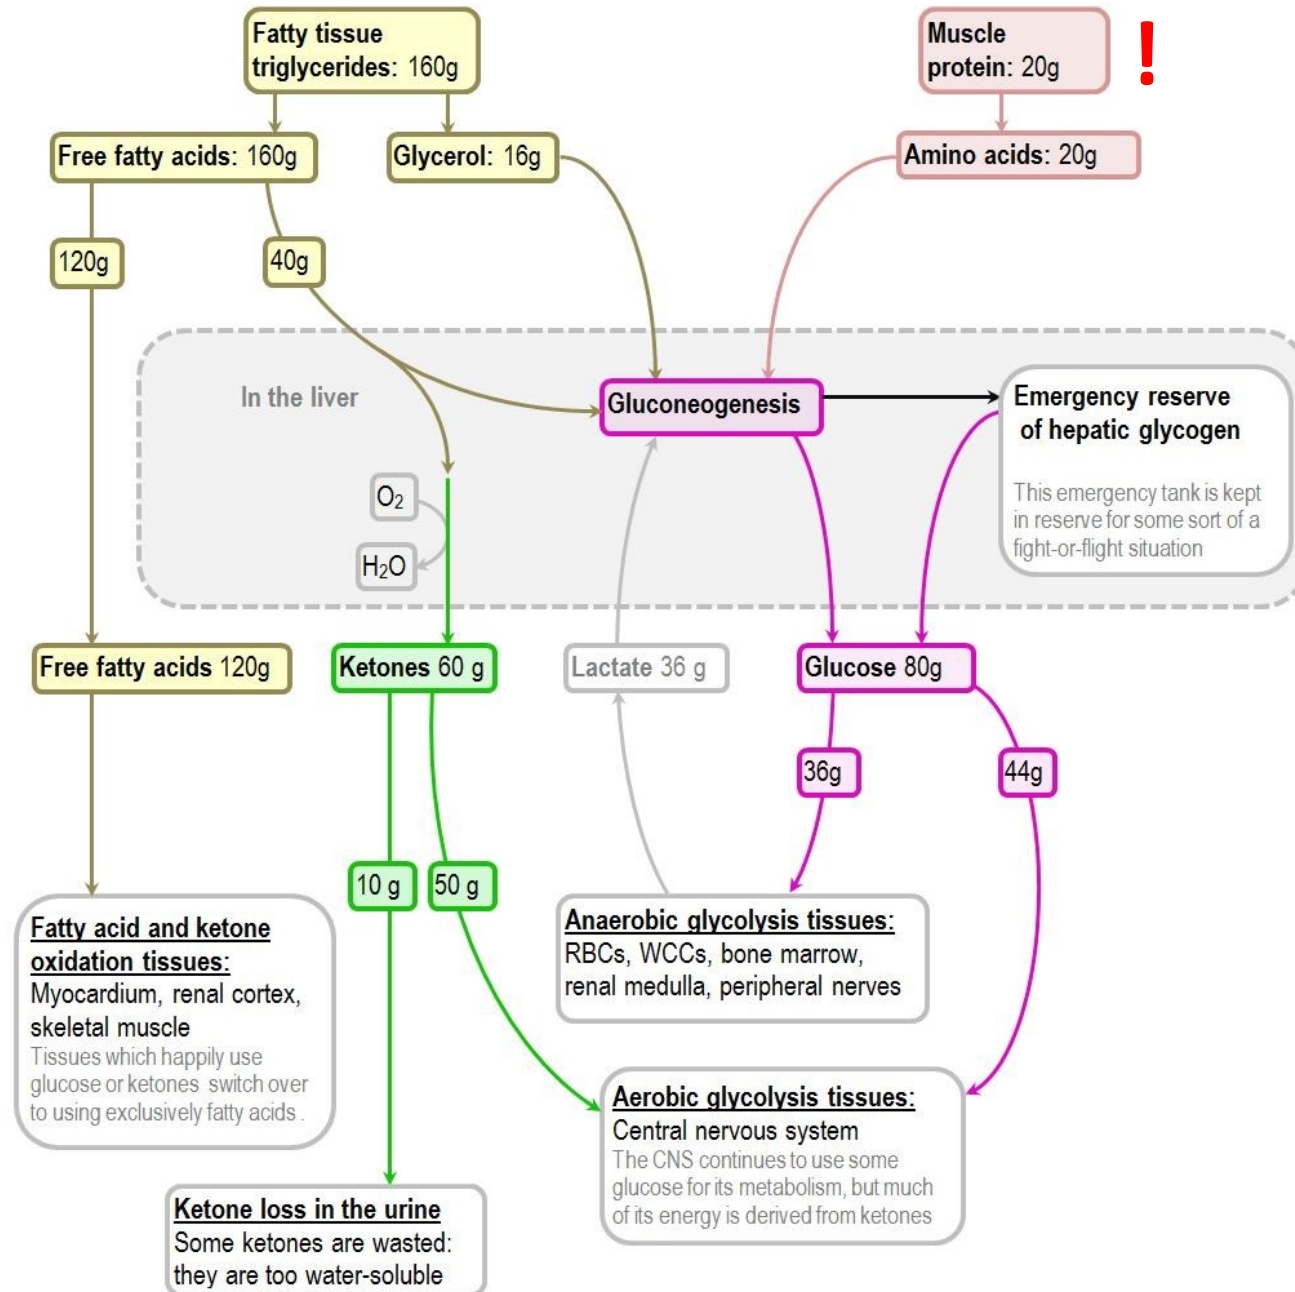 Fatty tissue
triglycerides: 160g
Muscle
protein: 20g
!
Free fatty acids: 160g
Glycerol: 16g
Amino acids: 20g
120g
40g
In the liver
Gluconeogenesis
Emergency reserve
of hepatic glycogen
This emergency tank is kept
in reserve for some sort of a
fight-or-flight situation
O₂
H₂O
Free fatty acids 120g
Ketones 60 g
Lactate 36 g
Glucose 80g
36g
44g
10 g
50 g
Fatty acid and ketone
oxidation tissues:
Myocardium, renal cortex,
skeletal muscle
Tissues which happily use
glucose or ketones switch over
to using exclusively fatty acids .
Anaerobic glycolysis tissues:
RBCs, WCCs, bone marrow,
renal medulla, peripheral nerves
Aerobic glycolysis tissues:
Central nervous system
The CNS continues to use some
glucose for its metabolism, but much
of its energy is derived from ketones
Ketone loss in the urine
Some ketones are wasted:
they are too water-soluble